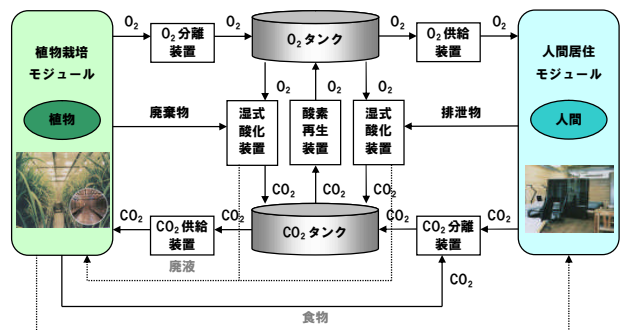 O₂
O₂
O₂
O₂
植物栽培
モジュール
O₂分離
装置
O₂タンク
O₂供給
装置
人間居住
モジュール
O₂
O₂
O₂
植物
廃棄物
湿式
酸化
装置
酸素
再生
装置
湿式
酸化
装置
排泄物
人間
CO₂
CO₂
CO₂
CO₂
CO₂
CO₂
CO₂
CO₂供給
装置
CO₂タンク
CO₂分離
装置
廃液
CO₂
食物